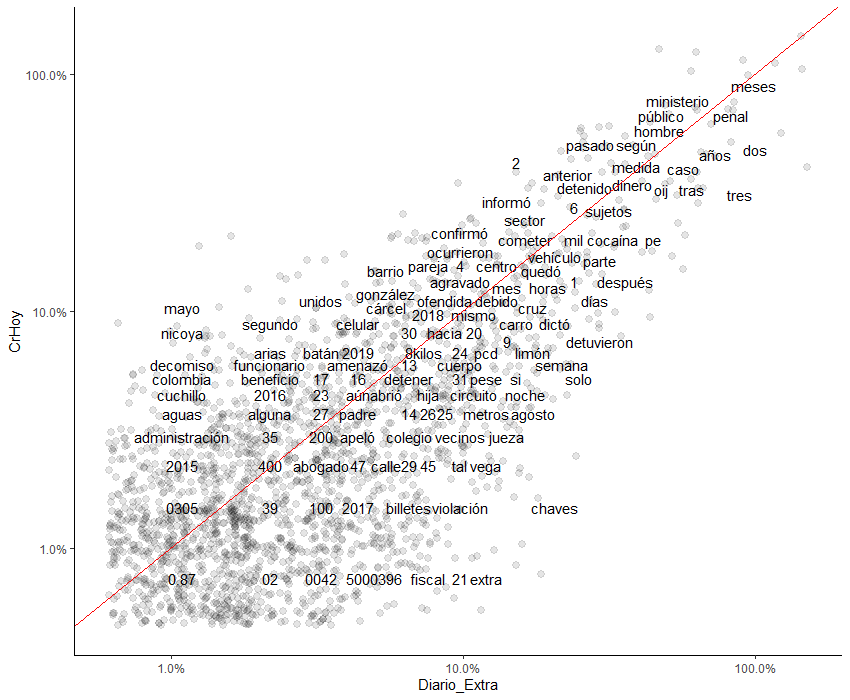 100.0%
meses
ministerio
público penal
hombre
pasado según
años dos
2
medida caso
anterior
detenido dinero oij tras
informó tres
6 sujetos
sector
confirmó
cometer mil cocaína pe
ocurrieron
vehículo parte
pareja 4 centro
barrio quedó
agravado 1 después
mes horas
gonzález
unidos ofendida debido días
10.0%
mayo cárcel cruz
2018 mismo
segundo celular carro dictó
nicoya 30 hacia 20
9 detuvieron
arias batán 2019 8 kilos 24 pcd limón
decomiso funcionario amenazó 13 cuerpo semana
colombia beneficio 17 16 detener 31 pese si solo
cuchillo 2016 23 aún abrió hija circuito noche
aguas alguna 27 padre 14 26 25 metros agosto
administración 35 200 apeló colegio vecinos jueza
2015 400 abogado 47 calle 29 45 tal vega
0305 39 100 2017 billetes violación chaves
1.0%
0.87 02 0042 5000396 fiscal 21 extra
1.0% 10.0% 100.0%
Diario_Extra
CrHoy